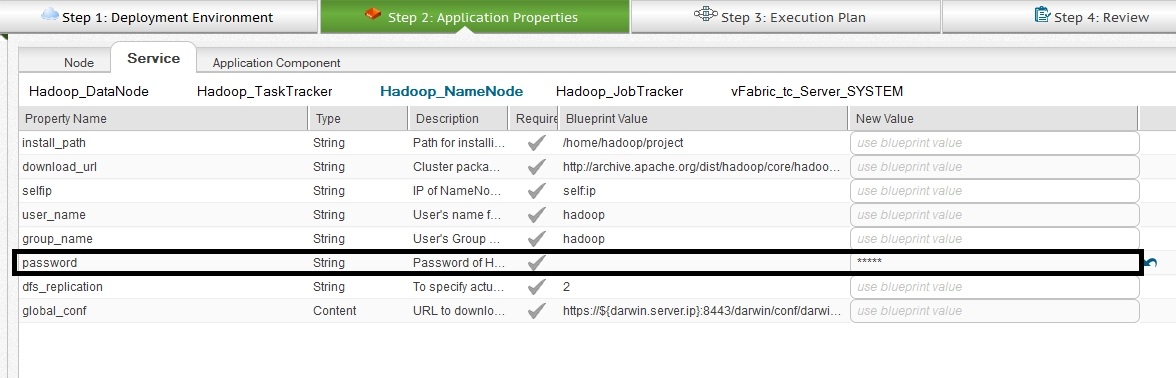 Step 1: Deployment Environment Step 2: Application Properties Step 3: Execution Plan Step 4: Review
Node Service Application Component
Hadoop_DataNode Hadoop_TaskTracker Hadoop_NameNode Hadoop_JobTracker vFabric_tc_Server_SYSTEM
Property Name Type Description Require Blueprint Value New Value
install_path String Path for installi... /home/hadoop/project use blueprint value
download_url String Cluster packa... http://archive.apache.org/dist/hadoop/core/hadoo... use blueprint value
selfip String IP of NameNo... self:ip use blueprint value
user_name String User's name f... hadoop use blueprint value
group_name String User's Group ... hadoop use blueprint value
password String Password of H... *****
dfs_replication String To specify actu... 2 use blueprint value
global_conf Content URL to downlo... https://${darwin.server.ip}:8443/darwin/conf/darwi... use blueprint value